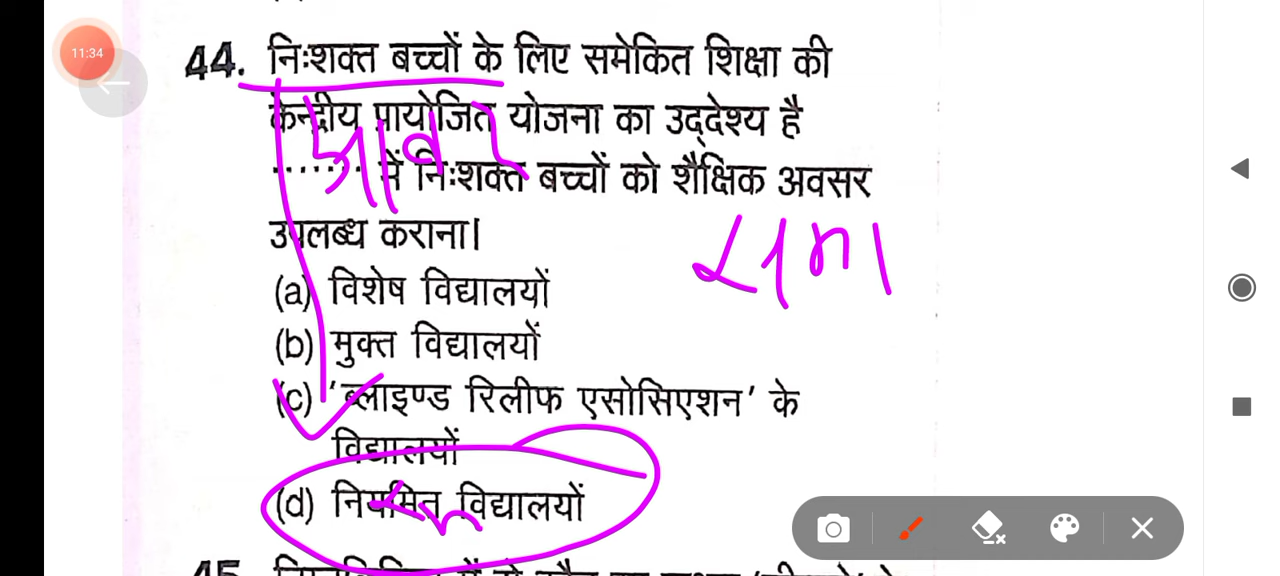 11:34
44. निःशक्त बच्चों के लिए समेकित शिक्षा की
केन्द्रीय प्रायोजित योजना का उद्देश्य है
........ में निःशक्त बच्चों को शैक्षिक अवसर
उपलब्ध कराना।
(a) विशेष विद्यालयों
(b) मुक्त विद्यालयों
(c) 'ब्लाइण्ड रिलीफ एसोसिएशन' के
विद्यालयों
(d) नियमित विद्यालयों
45.